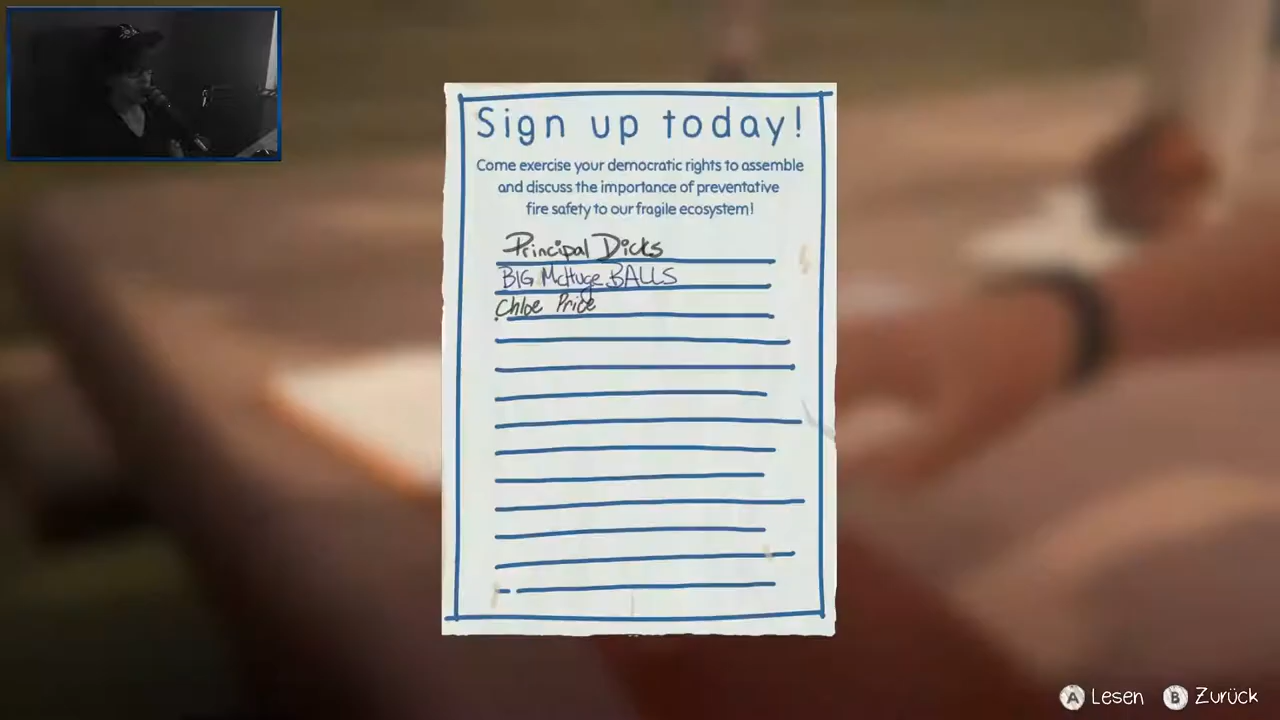 Sign up today!
Come exercise your democratic rights to assemble
and discuss the importance of preventative
fire safety to our fragile ecosystem!
Principal Dicks
BIG McHuge BALLS
Chloe Price
A Lesen B Zurück